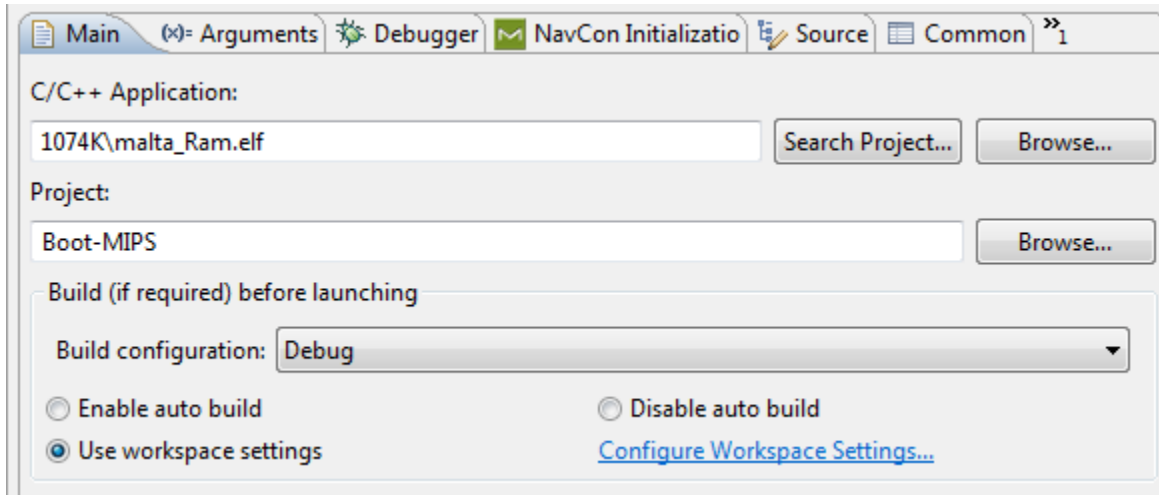 Main (x)= Arguments Debugger NavCon Initializatio Source Common »1
C/C++ Application:
1074K\malta_Ram.elf Search Project... Browse...
Project:
Boot-MIPS Browse...
Build (if required) before launching
Build configuration: Debug
Enable auto build Disable auto build
Use workspace settings Configure Workspace Settings...